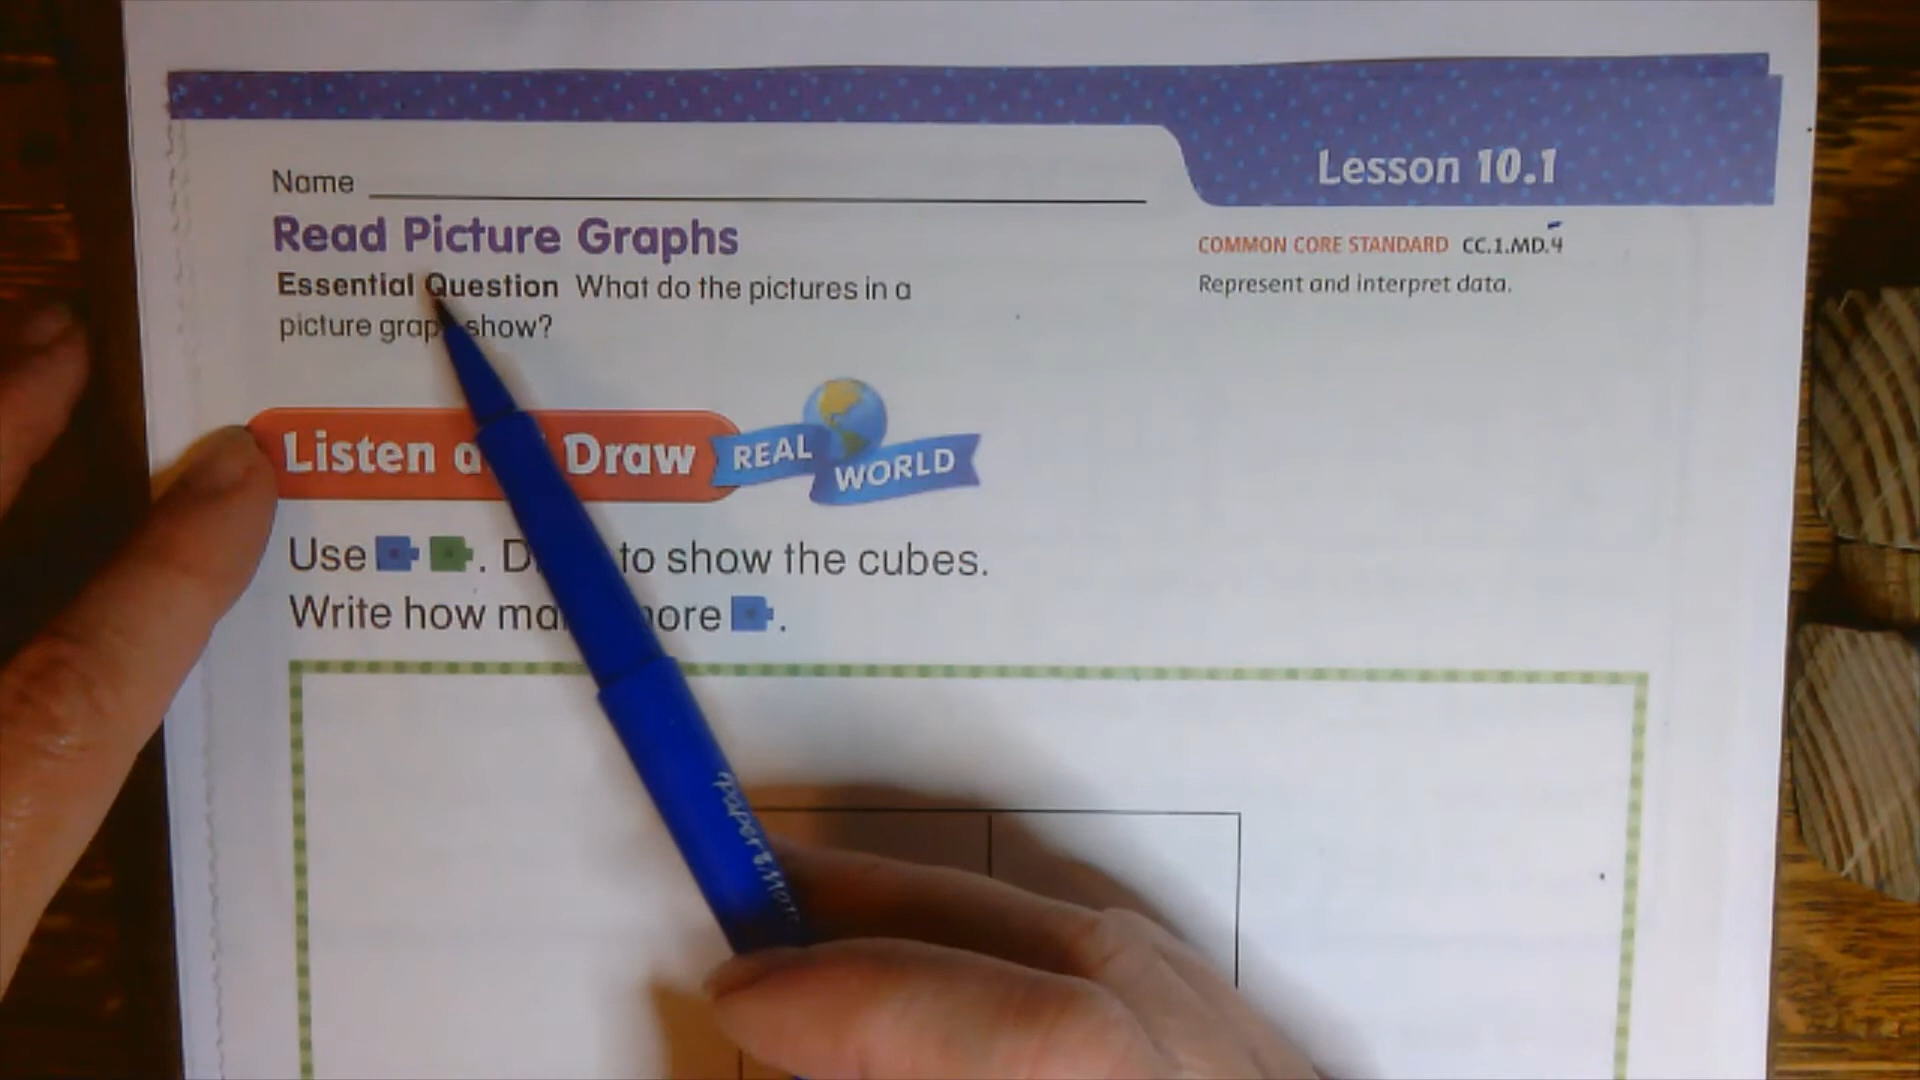 Lesson 10.1
Name
Read Picture Graphs
COMMON CORE STANDARD CC.1.MD.4
Essential Question What do the pictures in a
Represent and interpret data.
picture grap show?
Listen a Draw REAL WORLD
Use . D to show the cubes.
Write how ma ore .
Paper Mate